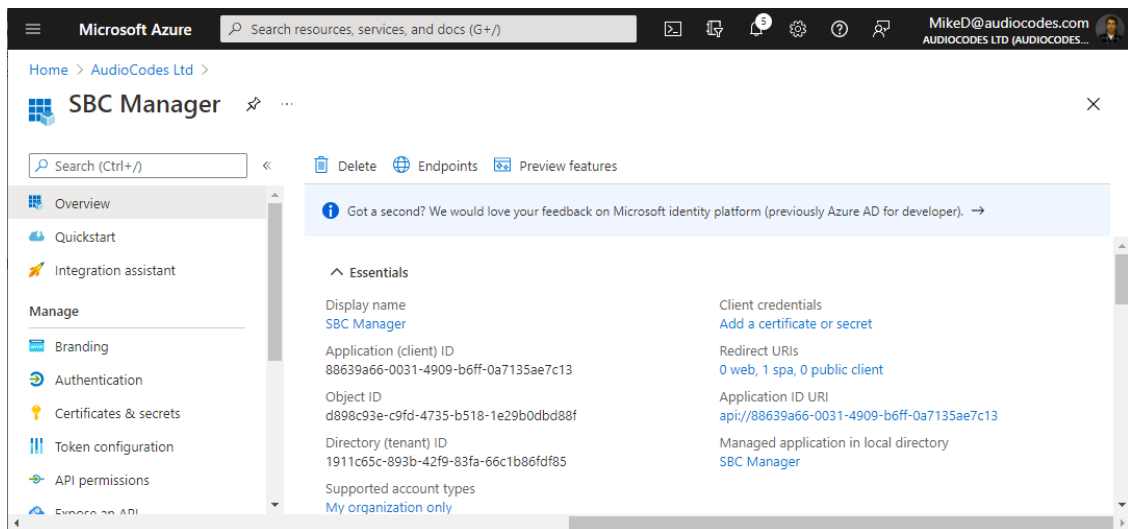 Microsoft Azure
Search resources, services, and docs (G+/)
5
MikeD@audiocodes.com
AUDIOCODES LTD (AUDIOCODES...
Home > AudioCodes Ltd >
SBC Manager
...
Search (Ctrl+/)
«
Delete
Endpoints
Preview features
Overview
Got a second? We would love your feedback on Microsoft identity platform (previously Azure AD for developer). →
Quickstart
Integration assistant
Essentials
Manage
Display name
SBC Manager
Client credentials
Add a certificate or secret
Branding
Application (client) ID
88639a66-0031-4909-b6ff-0a7135ae7c13
Redirect URIs
0 web, 1 spa, 0 public client
Authentication
Certificates & secrets
Object ID
d898c93e-c9fd-4735-b518-1e29b0dbd88f
Application ID URI
api://88639a66-0031-4909-b6ff-0a7135ae7c13
Token configuration
Directory (tenant) ID
1911c65c-893b-42f9-83fa-66c1b86fdf85
Managed application in local directory
SBC Manager
API permissions
Supported account types
My organization only
Expose an API